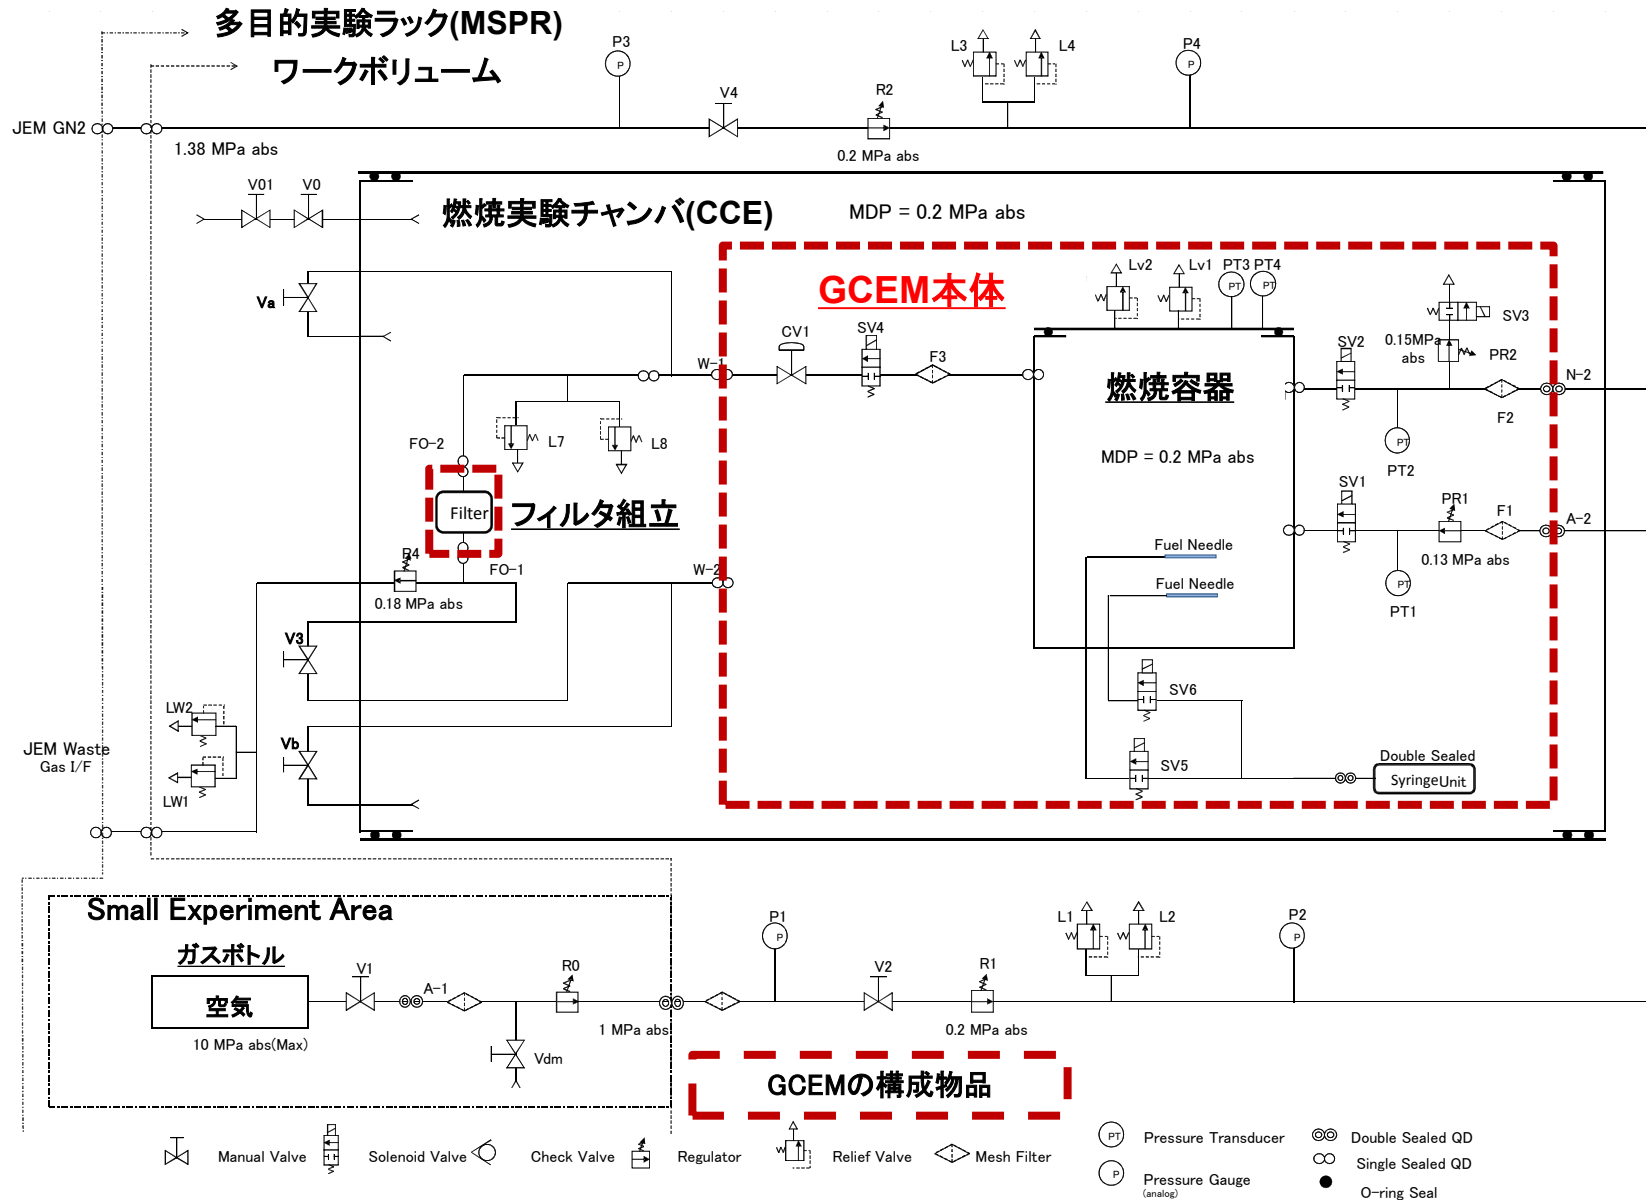 多目的実験ラック(MSPR)
ワークボリューム
P3
L3
L4
P4
P
P
V4
R2
JEM GN2
1.38 MPa abs
0.2 MPa abs
V01
V0
燃焼実験チャンバ(CCE)
MDP = 0.2 MPa abs
GCEM本体
Lv2
Lv1
PT3
PT4
PT
PT
Va
CV1
SV4
F3
SV3
0.15MPa
abs
PR2
SV2
W-1
N-2
燃焼容器
F2
FO-2
L7
L8
MDP = 0.2 MPa abs
PT
PT2
SV1
PR1
F1
A-2
Filter
フィルタ組立
R4
FO-1
W-2
0.18 MPa abs
Fuel Needle
Fuel Needle
0.13 MPa abs
PT
PT1
V3
SV6
LW2
JEM Waste
Gas I/F
Vb
LW1
SV5
Double Sealed
SyringeUnit
Small Experiment Area
ガスボトル
空気
10 MPa abs(Max)
V1
A-1
R0
Vdm
1 MPa abs
P1
P
V2
R1
0.2 MPa abs
L1
L2
P2
P
GCEMの構成物品
Manual Valve
Solenoid Valve
Check Valve
Regulator
Relief Valve
Mesh Filter
PT
Pressure Transducer
Double Sealed QD
P
Pressure Gauge
(analog)
Single Sealed QD
O-ring Seal